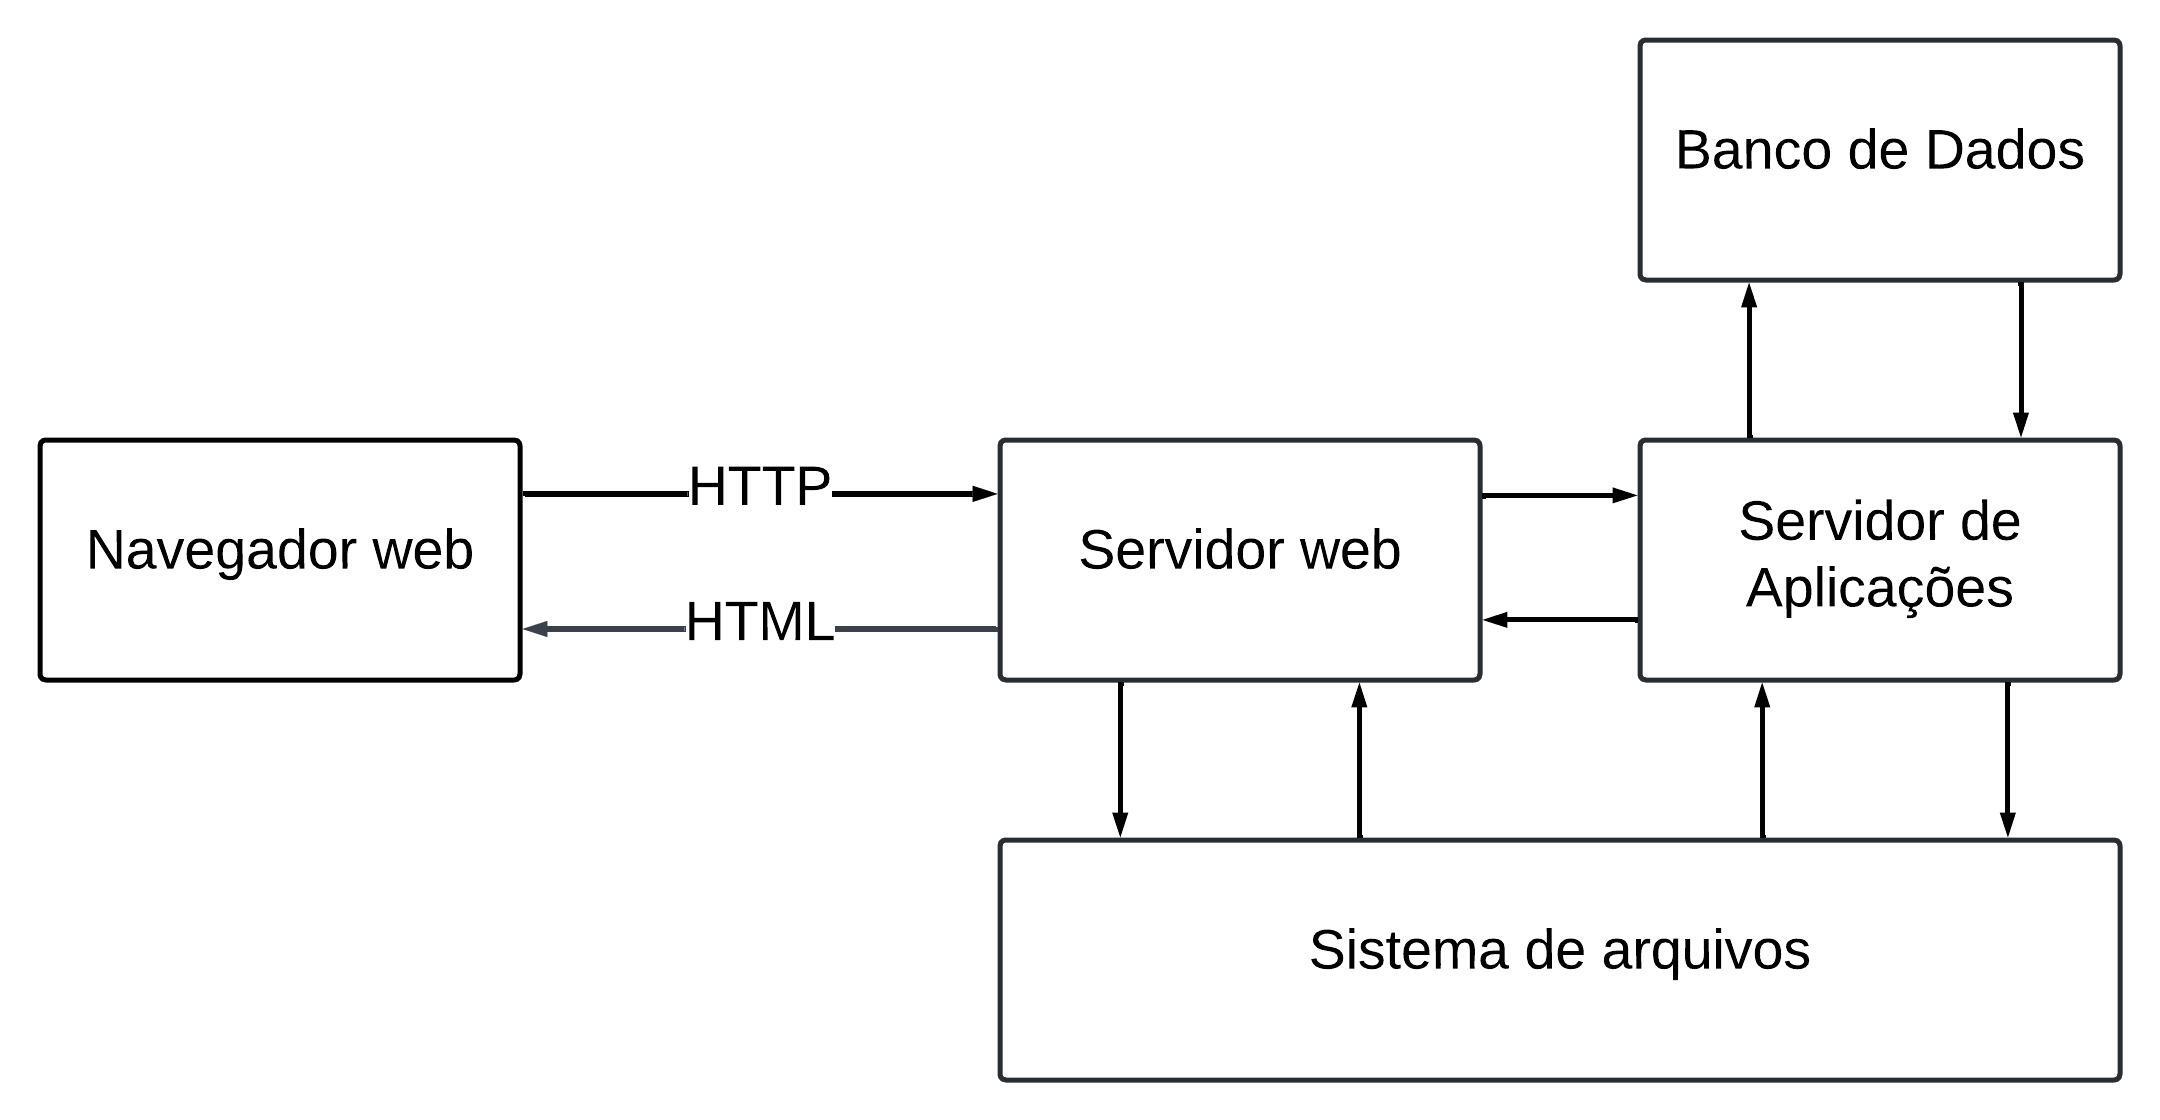 Banco de Dados
Navegador web
HTTP
HTML
Servidor web
Servidor de
Aplicações
Sistema de arquivos